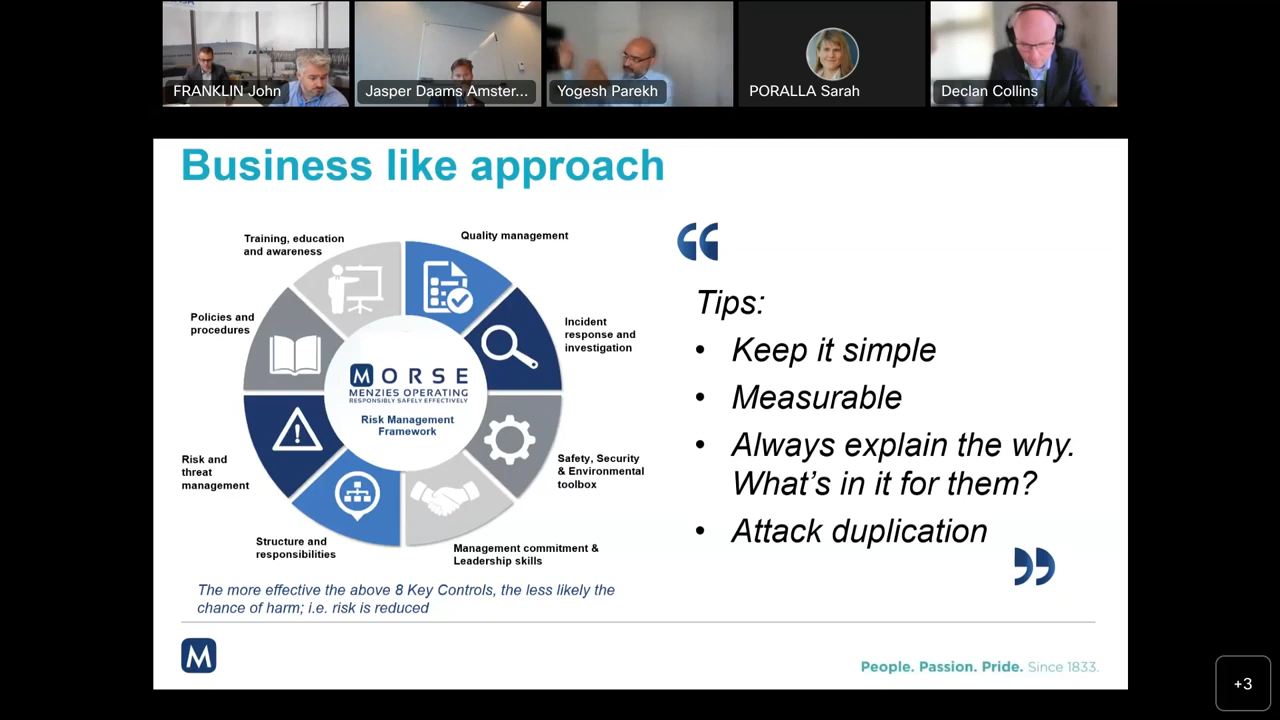 FRANKLIN John
Jasper Daams Amster...
Yogesh Parekh
PORALLA Sarah
Declan Collins
Business like approach
Training, education
and awareness
Quality management
Policies and
procedures
Incident
response and
investigation
MORSE
MENZIES OPERATING
RESPONSIBLY SAFELY EFFECTIVELY
Risk Management
Framework
Risk and
threat
management
Safety, Security
& Environmental
toolbox
Structure and
responsibilities
Management commitment &
Leadership skills
The more effective the above 8 Key Controls, the less likely the
chance of harm; i.e. risk is reduced
“
Tips:
• Keep it simple
• Measurable
• Always explain the why.
What’s in it for them?
• Attack duplication
”
M
People. Passion. Pride. Since 1833.
+3